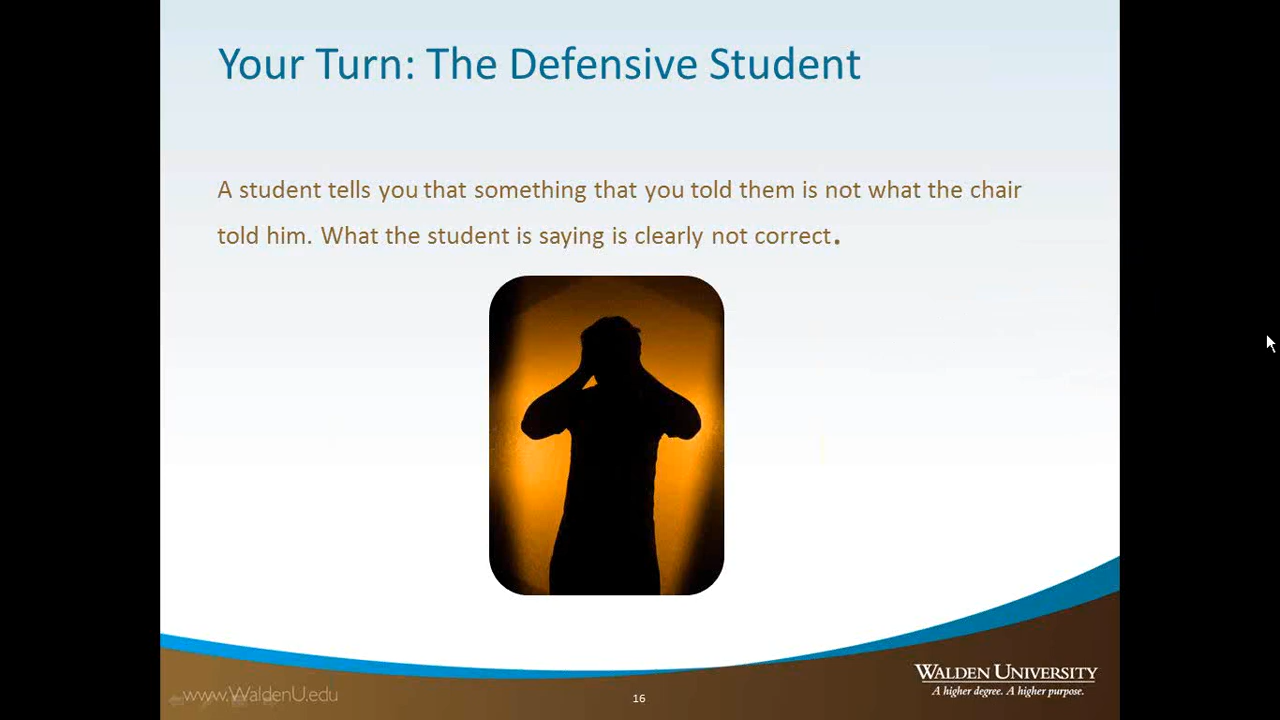 Your Turn: The Defensive Student
A student tells you that something that you told them is not what the chair
told him. What the student is saying is clearly not correct.
www.WaldenU.edu
16
WALDEN UNIVERSITY
A higher degree. A higher purpose.